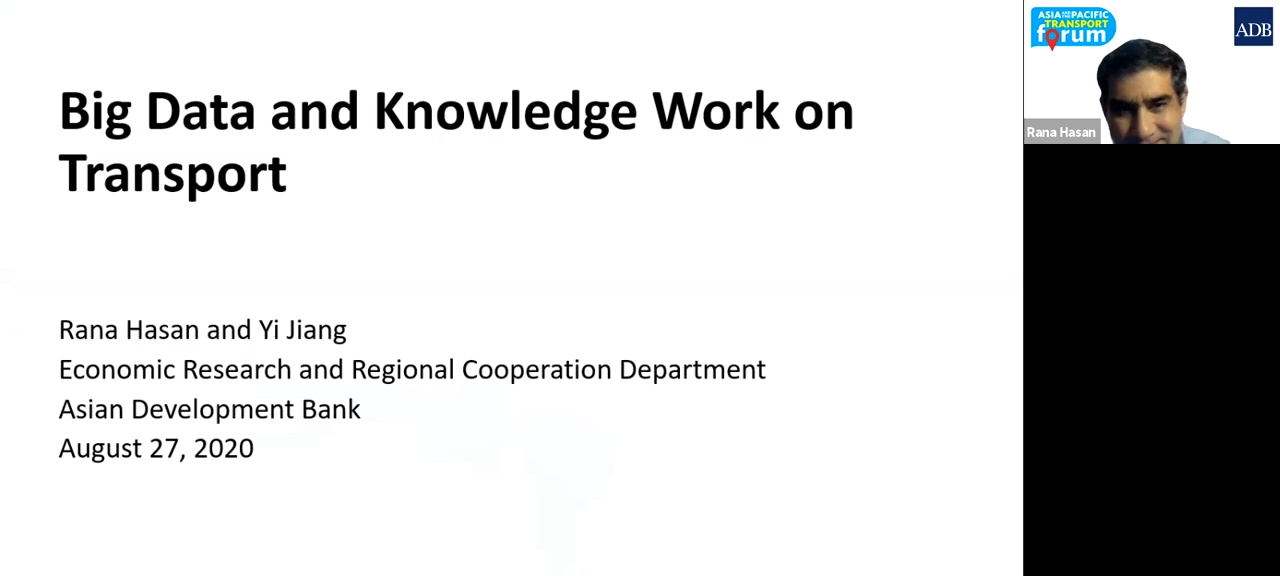 Big Data and Knowledge Work on
Transport
Rana Hasan and Yi Jiang
Economic Research and Regional Cooperation Department
Asian Development Bank
August 27, 2020
ASIA AND THE PACIFIC
TRANSPORT
forum
ADB
Rana Hasan